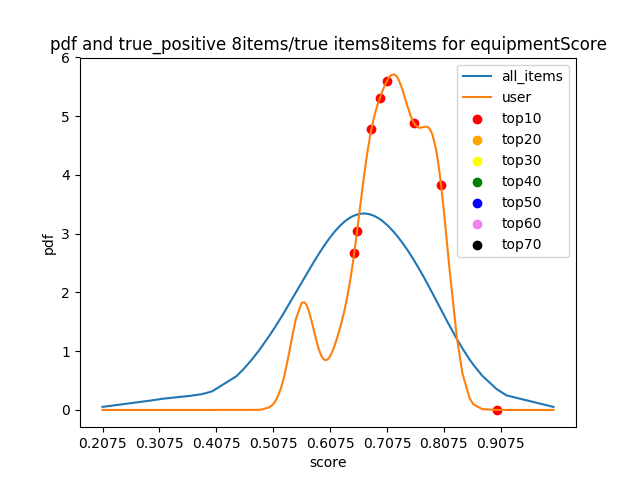 pdf and true_positive 8items/true items8items for equipmentScore
6
5
4
3
2
1
0
pdf
all_items
user
top10
top20
top30
top40
top50
top60
top70
0.2075 0.3075 0.4075 0.5075 0.6075 0.7075 0.8075 0.9075
score